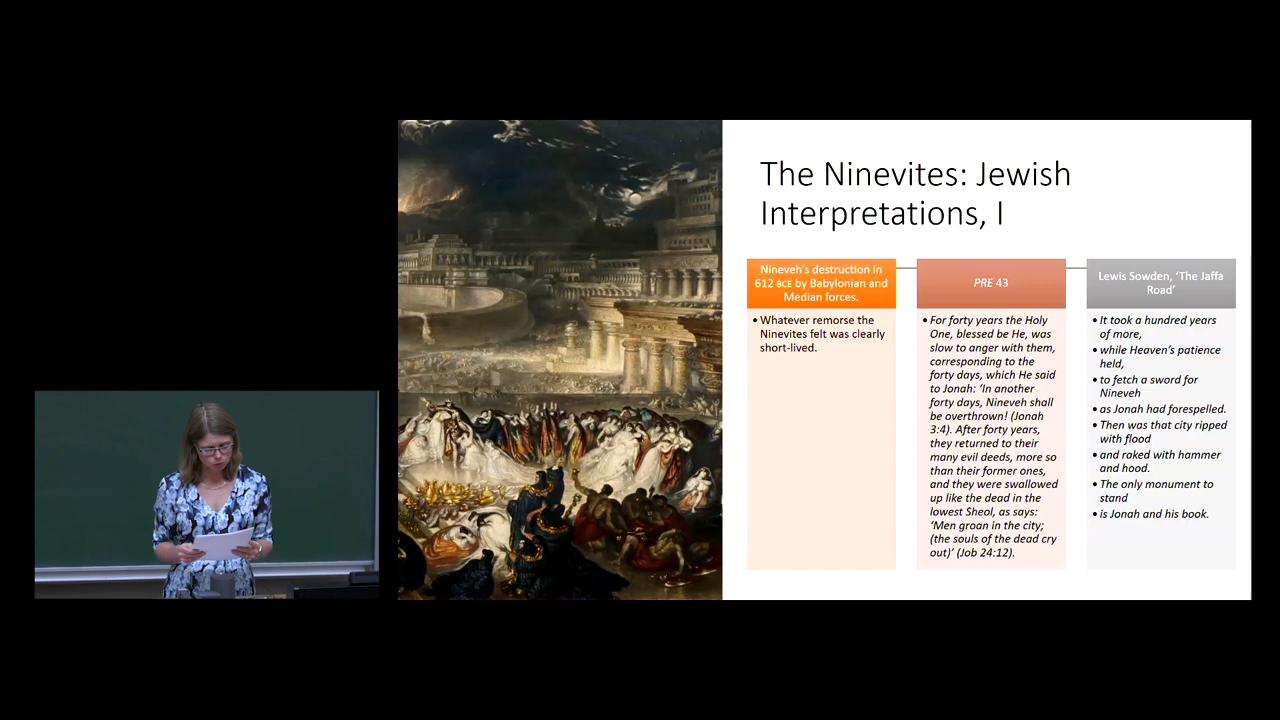 The Ninevites: Jewish
Interpretations, I
Nineveh's destruction in
612 BCE by Babylonian and
Median forces.
• Whatever remorse the
Ninevites felt was clearly
short-lived.
PRE 43
• For forty years the Holy
One, blessed be He, was
slow to anger with them,
corresponding to the
forty days, which He said
to Jonah: 'In another
forty days, Nineveh shall
be overthrown! (Jonah
3:4). After forty years,
they returned to their
many evil deeds, more so
than their former ones,
and they were swallowed
up like the dead in the
lowest Sheol, as says:
'Men groan in the city;
(the souls of the dead cry
out)' (Job 24:12).
Lewis Sowden, 'The Jaffa
Road'
• It took a hundred years
of more,
• while Heaven's patience
held,
• to fetch a sword for
Nineveh
• as Jonah had forespelled.
• Then was that city ripped
with flood
• and raked with hammer
and hood.
• The only monument to
stand
• is Jonah and his book.